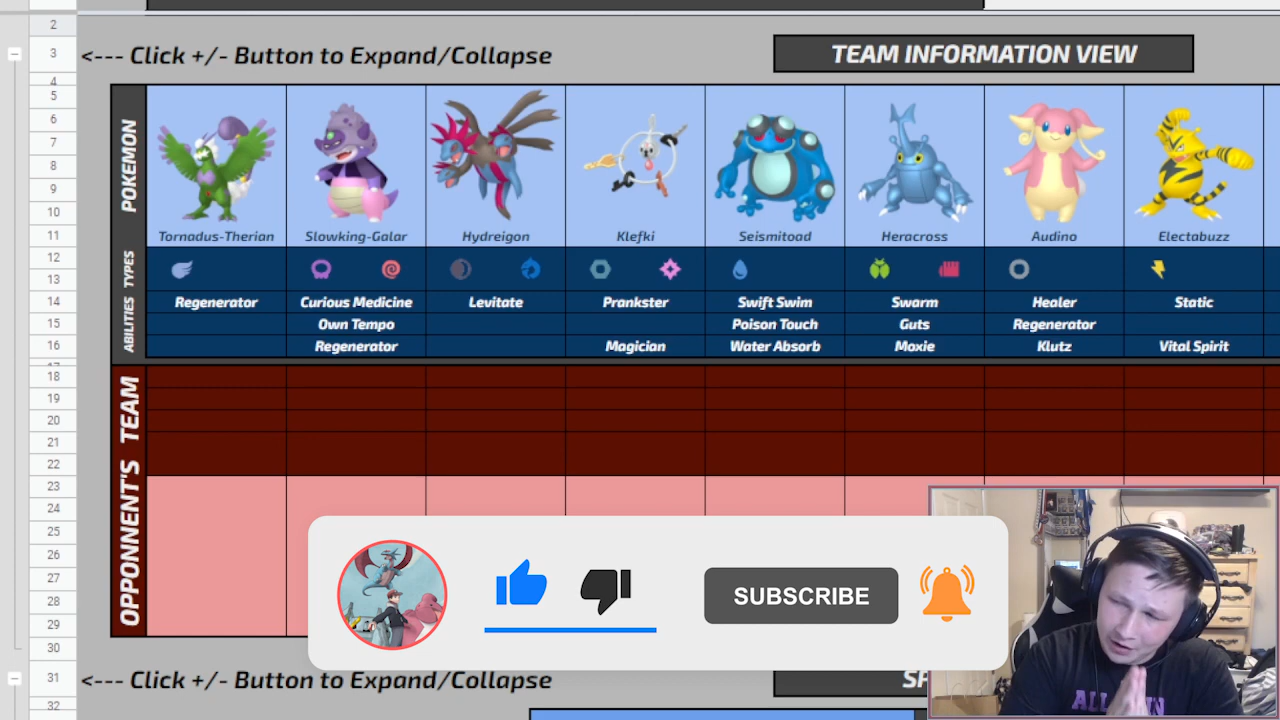 2
3
<--- Click +/- Button to Expand/Collapse
TEAM INFORMATION VIEW
4
5
6
7
8
9
10
11
12
13
14
15
16
POKEMON
Tornadus-Therian Slowking-Galar Hydreigon Klefki Seismitoad Heracross Audino Electabuzz
TYPES
ABILITIES
Regenerator Curious Medicine Levitate Prankster Swift Swim Swarm Healer Static
Own Tempo Poison Touch Guts Regenerator
Regenerator Magician Water Absorb Moxie Klutz Vital Spirit
18
19
20
21
22
23
24
25
26
27
28
29
30
OPPONNENT'S TEAM
SUBSCRIBE
31
<--- Click +/- Button to Expand/Collapse
32